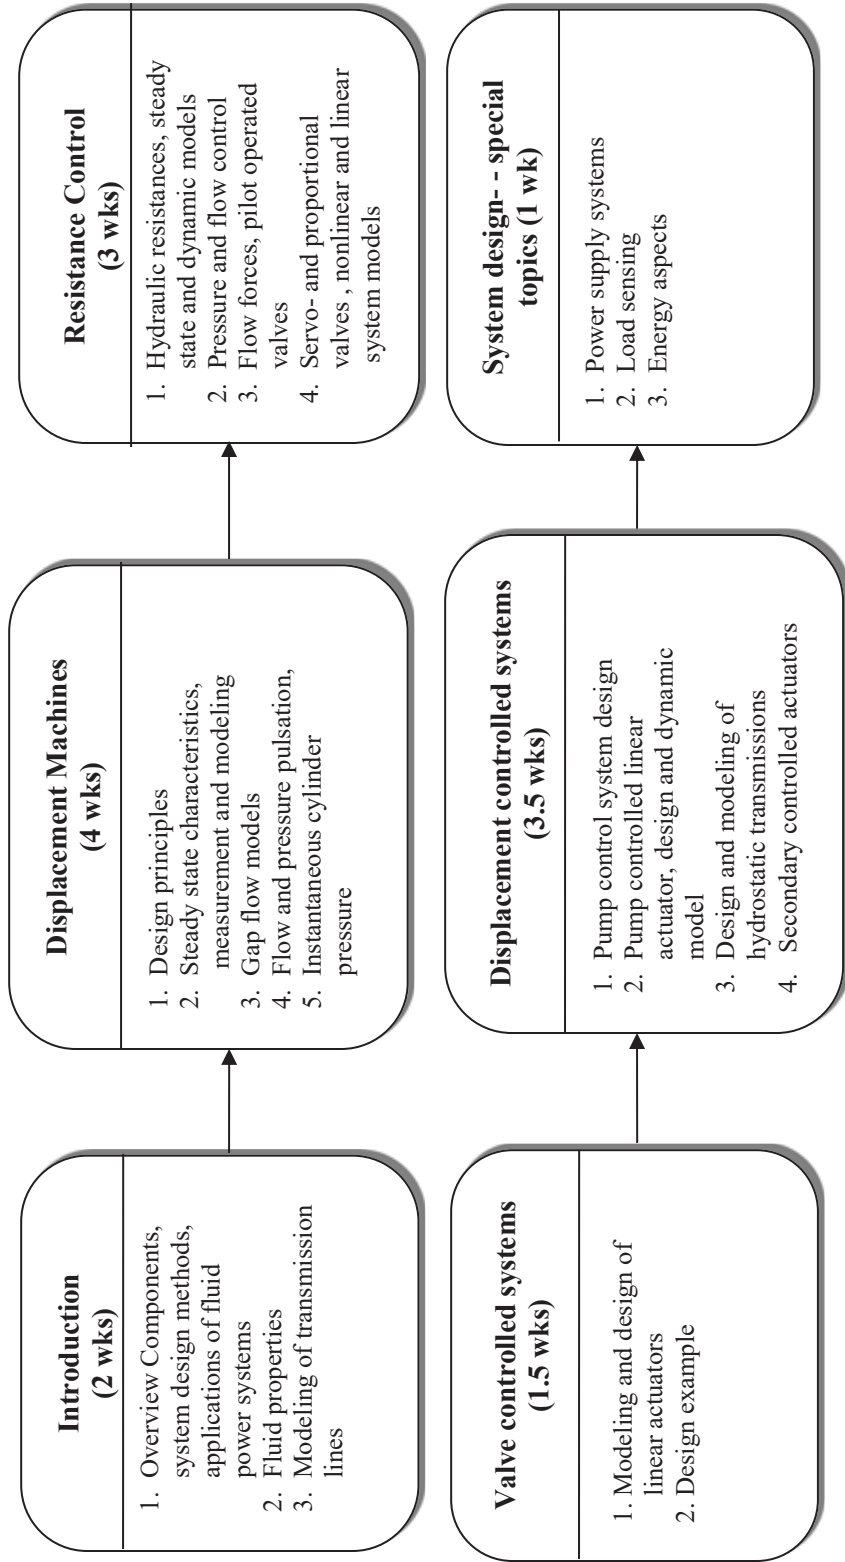 Introduction
(2 wks)
1. Overview Components,
system design methods,
applications of fluid
power systems
2. Fluid properties
3. Modeling of transmission
lines
Displacement Machines
(4 wks)
1. Design principles
2. Steady state characteristics,
measurement and modeling
3. Gap flow models
4. Flow and pressure pulsation,
5. Instantaneous cylinder
pressure
Resistance Control
(3 wks)
1. Hydraulic resistances, steady
state and dynamic models
2. Pressure and flow control
3. Flow forces, pilot operated
valves
4. Servo- and proportional
valves , nonlinear and linear
system models
Valve controlled systems
(1.5 wks)
1. Modeling and design of
linear actuators
2. Design example
Displacement controlled systems
(3.5 wks)
1. Pump control system design
2. Pump controlled linear
actuator, design and dynamic
model
3. Design and modeling of
hydrostatic transmissions
4. Secondary controlled actuators
System design- - special
topics (1 wk)
1. Power supply systems
2. Load sensing
3. Energy aspects